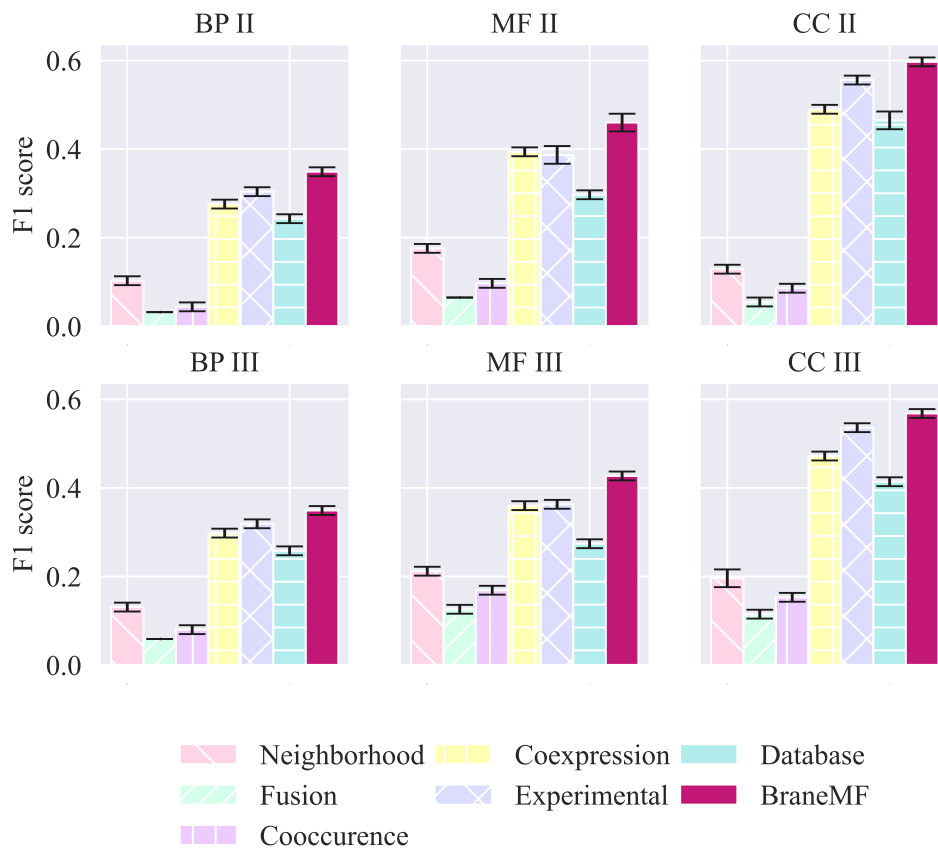 BP II MF II CC II
0.6
0.4
0.2
0.0
F1 score
BP III MF III CC III
0.6
0.4
0.2
0.0
F1 score
Neighborhood Coexpression Database
Fusion Experimental BraneMF
Cooccurence